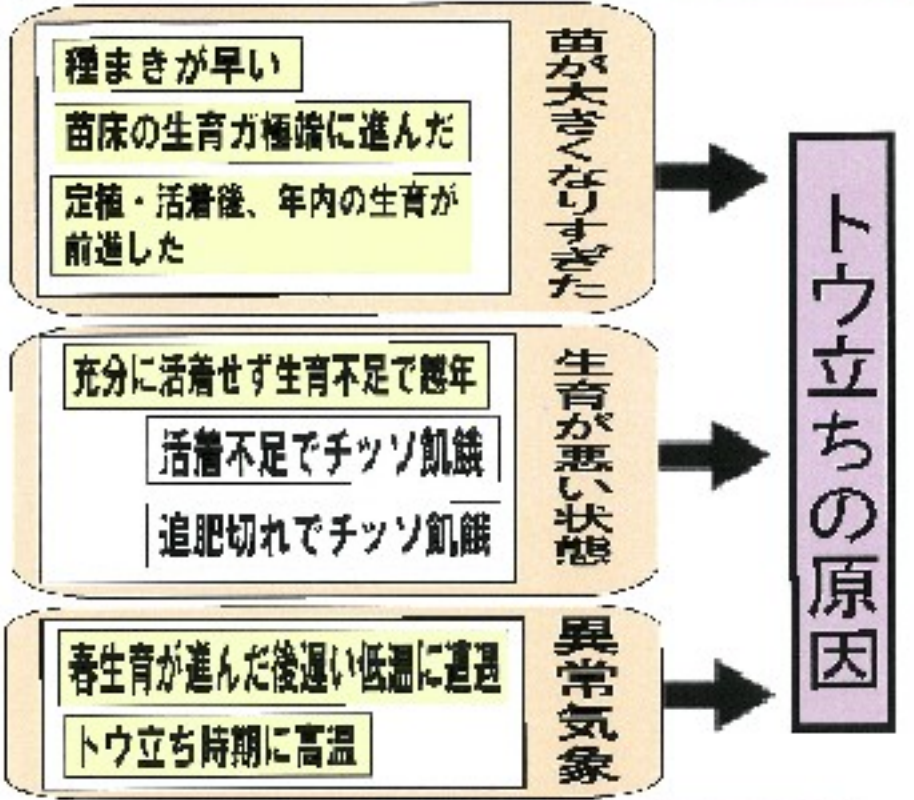 種まきが早い
苗床の生育ガ極端に進んだ
定植・活着後、年内の生育が
前進した
苗が大きくなりすぎた
充分に活着せず生育不足で越年
活着不足でチッソ飢餓
追肥切れでチッソ飢餓
生育が悪い状態
春生育が進んだ後遅い低温に遭遇
トウ立ち時期に高温
異常気象
トウ立ちの原因